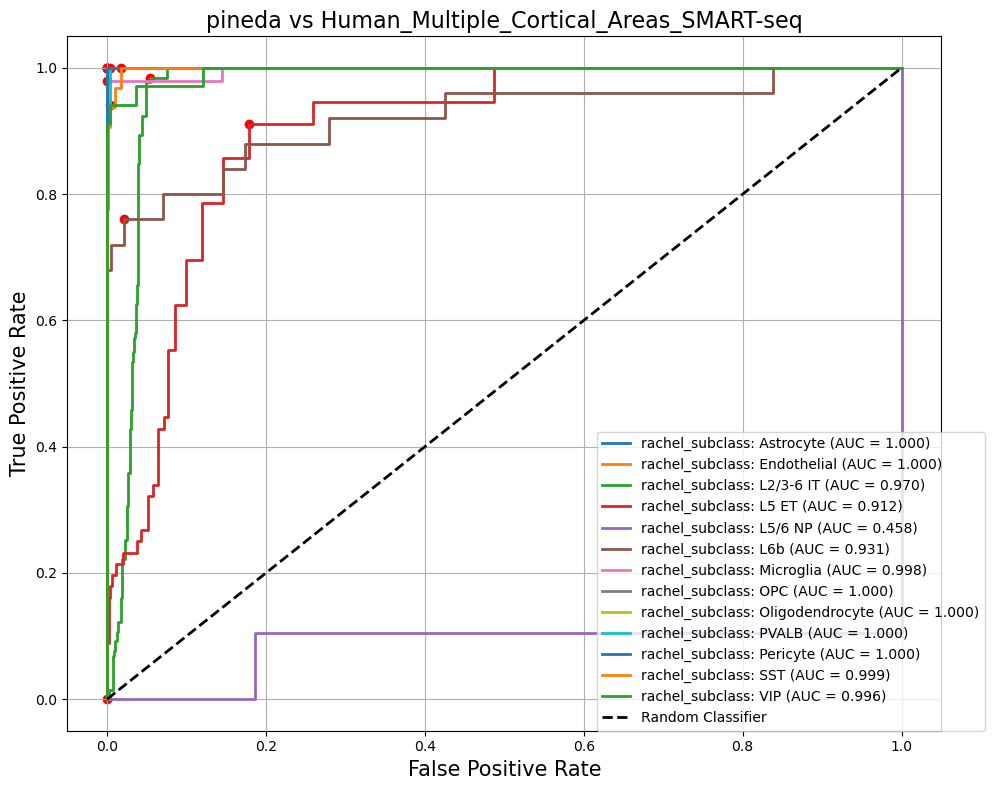 pineda vs Human_Multiple_Cortical_Areas_SMART-seq
True Positive Rate
1.0
0.8
0.6
0.4
0.2
0.0
rachel_subclass: Astrocyte (AUC = 1.000)
rachel_subclass: Endothelial (AUC = 1.000)
rachel_subclass: L2/3-6 IT (AUC = 0.970)
rachel_subclass: L5 ET (AUC = 0.912)
rachel_subclass: L5/6 NP (AUC = 0.458)
rachel_subclass: L6b (AUC = 0.931)
rachel_subclass: Microglia (AUC = 0.998)
rachel_subclass: OPC (AUC = 1.000)
rachel_subclass: Oligodendrocyte (AUC = 1.000)
rachel_subclass: PVALB (AUC = 1.000)
rachel_subclass: Pericyte (AUC = 1.000)
rachel_subclass: SST (AUC = 0.999)
rachel_subclass: VIP (AUC = 0.996)
Random Classifier
0.0 0.2 0.4 0.6 0.8 1.0
False Positive Rate